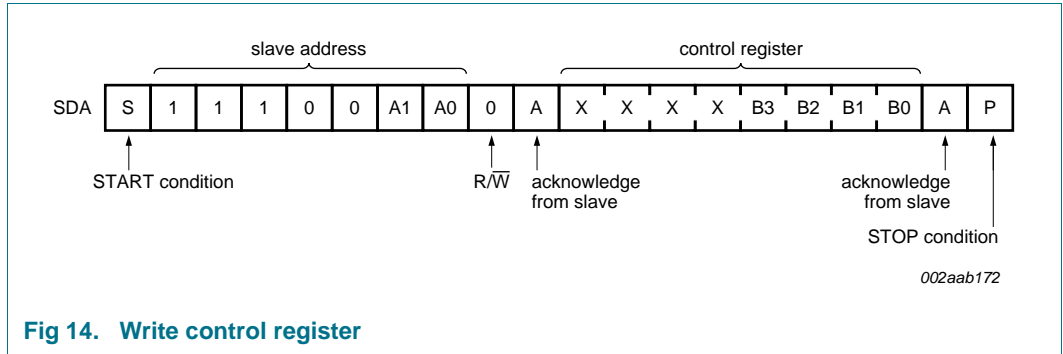 slave address control register
SDA S 1 1 1 0 0 A1 A0 0 A X X X X B3 B2 B1 B0 A P
START condition R/W̅ acknowledge from slave acknowledge from slave
STOP condition
002aab172
Fig 14. Write control register